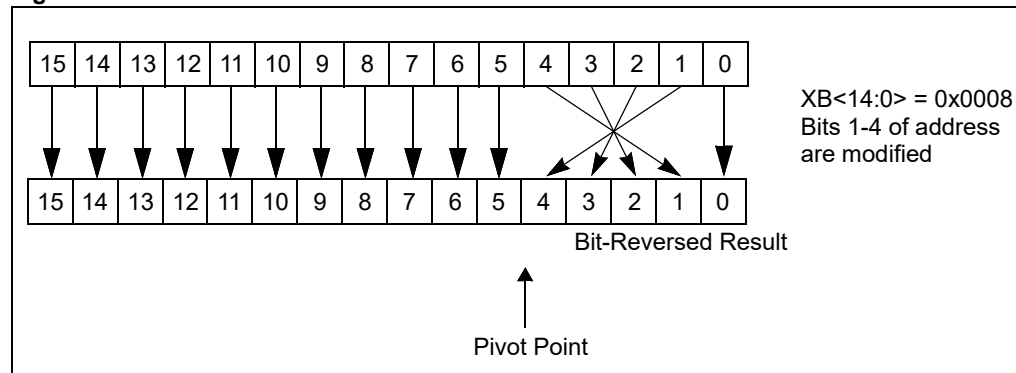 15 14 13 12 11 10 9 8 7 6 5 4 3 2 1 0
XB<14:0> = 0x0008
Bits 1-4 of address
are modified
15 14 13 12 11 10 9 8 7 6 5 4 3 2 1 0
Bit-Reversed Result
Pivot Point